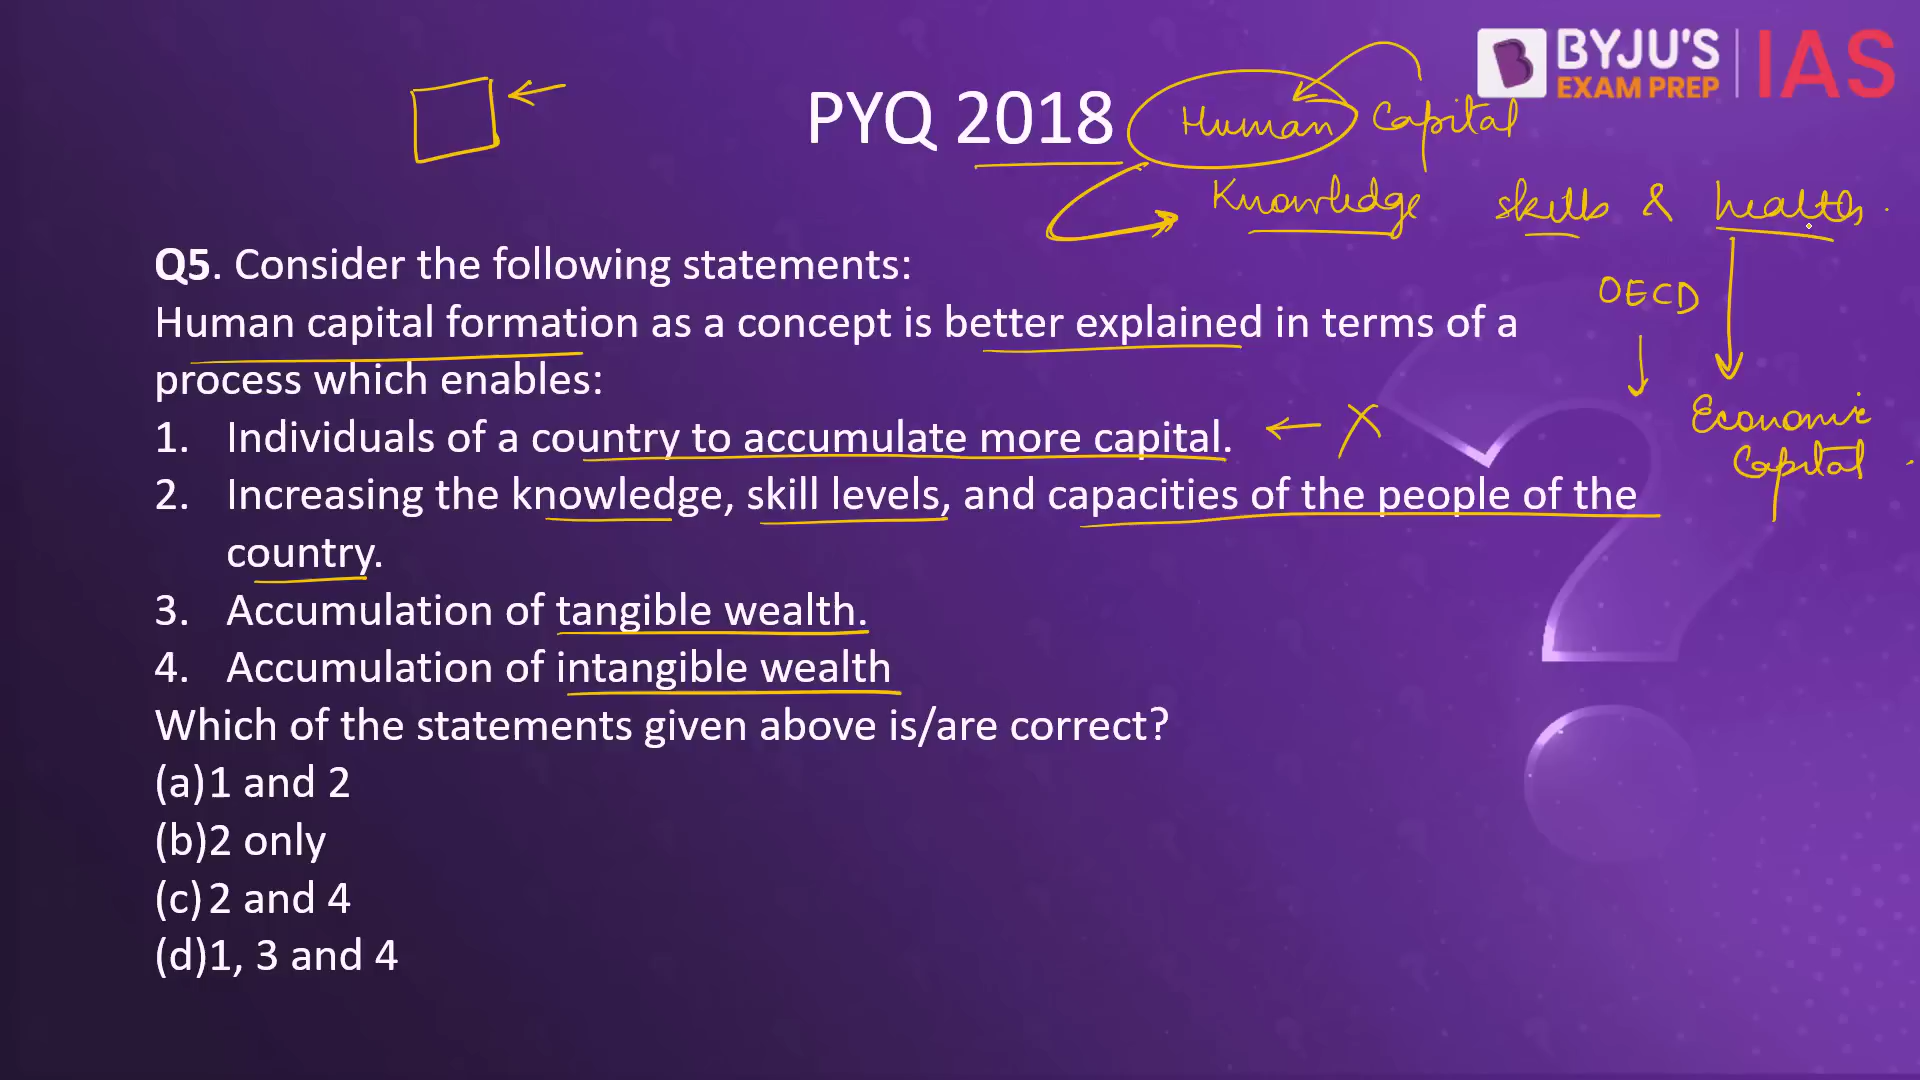 BYJU'S
EXAM PREP
IAS
PYQ 2018
Human Capital
Knowledge skills & health.
OECD
Economic
Capital
Q5. Consider the following statements:
Human capital formation as a concept is better explained in terms of a
process which enables:
1. Individuals of a country to accumulate more capital.
X
2. Increasing the knowledge, skill levels, and capacities of the people of the
country.
3. Accumulation of tangible wealth.
4. Accumulation of intangible wealth
Which of the statements given above is/are correct?
(a)1 and 2
(b)2 only
(c)2 and 4
(d)1, 3 and 4